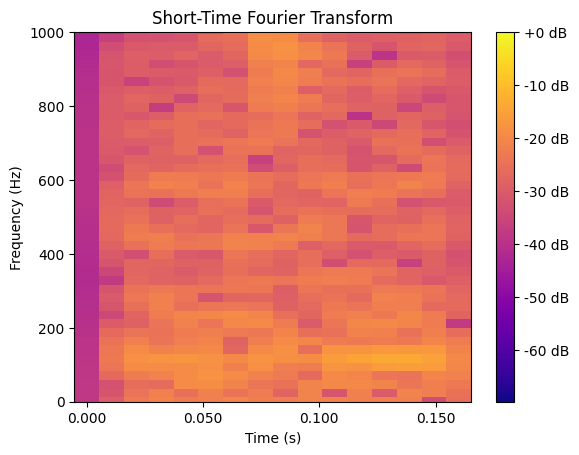 Short-Time Fourier Transform
1000
800
600
400
200
0
Frequency (Hz)
0.000
0.050
0.100
0.150
Time (s)
+0 dB
-10 dB
-20 dB
-30 dB
-40 dB
-50 dB
-60 dB